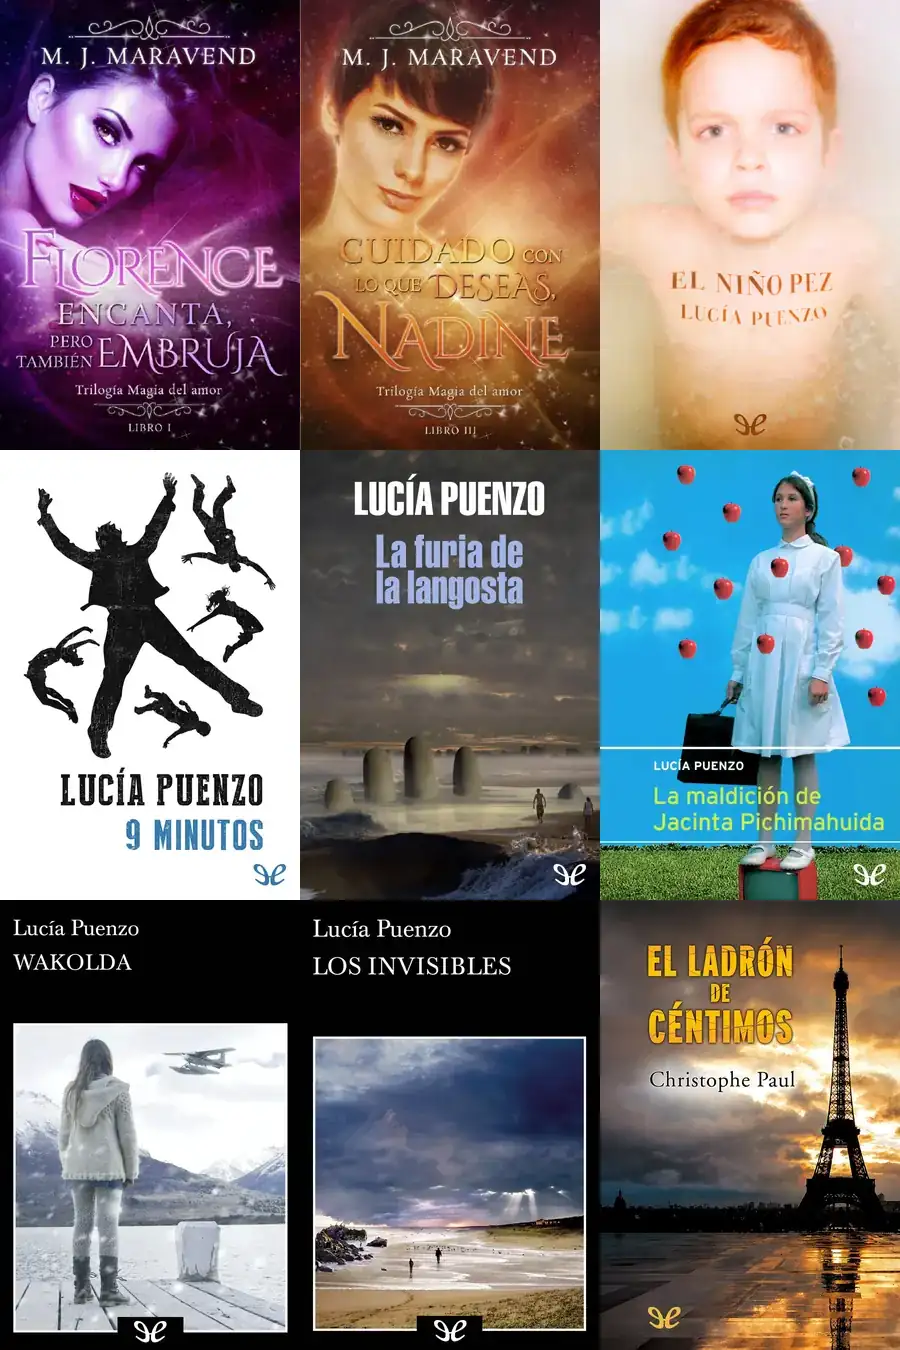 M. J. MARAVEND
FLORENCE
ENCANTA,
PERO
TAMBIÉN EMBRUJA
Trilogía Magia del amor
LIBRO I
M. J. MARAVEND
CUIDADO CON
LO QUE DESEAS,
NADINE
Trilogía Magia del amor
LIBRO III
EL NIÑO PEZ
LUCÍA PUENZO
LUCÍA PUENZO
9 MINUTOS
LUCÍA PUENZO
La furia de
la langosta
LUCÍA PUENZO
La maldición de
Jacinta Pichimahuida
Lucía Puenzo
WAKOLDA
Lucía Puenzo
LOS INVISIBLES
EL LADRÓN
DE
CÉNTIMOS
Christophe Paul